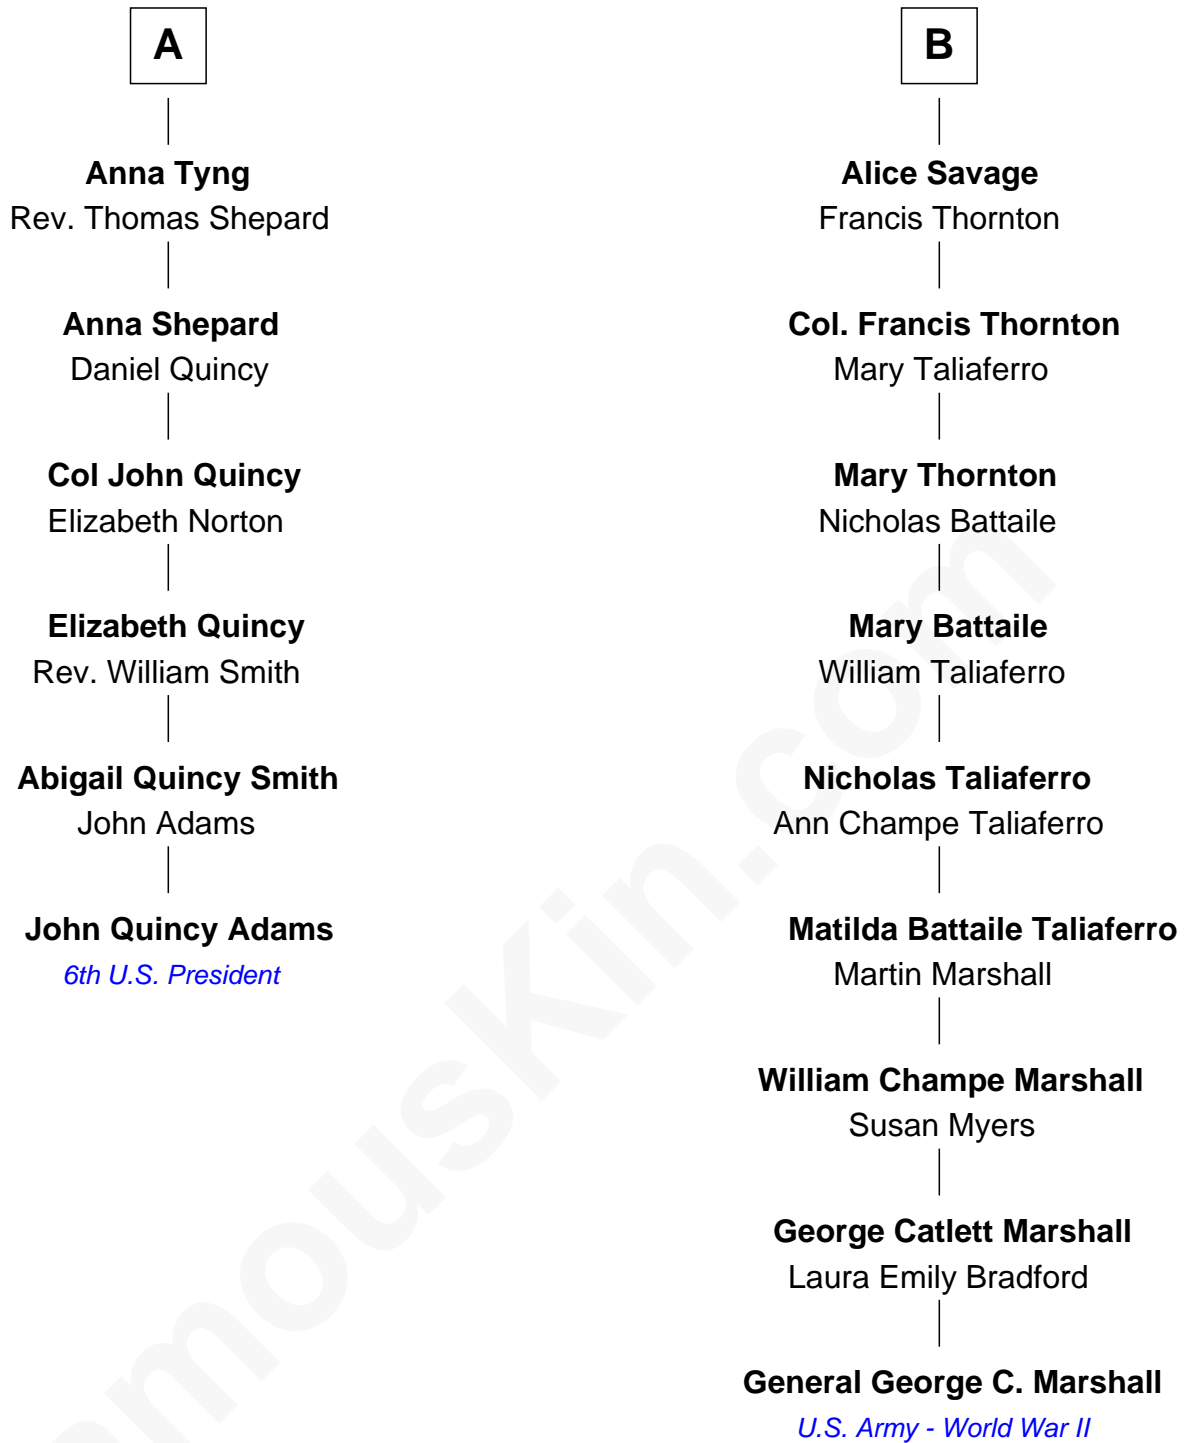 A
Anna Tyng
Rev. Thomas Shepard
Anna Shepard
Daniel Quincy
Col John Quincy
Elizabeth Norton
Elizabeth Quincy
Rev. William Smith
Abigail Quincy Smith
John Adams
John Quincy Adams
6th U.S. President
B
Alice Savage
Francis Thornton
Col. Francis Thornton
Mary Taliaferro
Mary Thornton
Nicholas Battaile
Mary Battaile
William Taliaferro
Nicholas Taliaferro
Ann Champe Taliaferro
Matilda Battaile Taliaferro
Martin Marshall
William Champe Marshall
Susan Myers
George Catlett Marshall
Laura Emily Bradford
General George C. Marshall
U.S. Army - World War II
amouskin.com